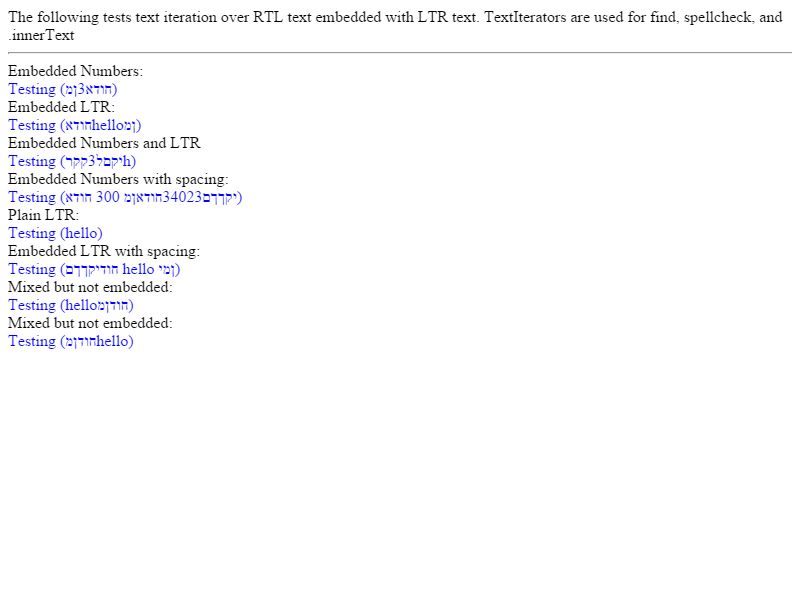 The following tests text iteration over RTL text embedded with LTR text. TextIterators are used for find, spellcheck, and
.innerText
Embedded Numbers:
Testing (חודא3ןמ)
Embedded LTR:
Testing (חודאhelloןמ)
Embedded Numbers and LTR
Testing (יקםל3קקרh)
Embedded Numbers with spacing:
Testing (יקךךם34023חודאןמ 300 חודא)
Plain LTR:
Testing (hello)
Embedded LTR with spacing:
Testing (חודיקךךם hello ןמי)
Mixed but not embedded:
Testing (helloחודןמ)
Mixed but not embedded:
Testing (חודןמhello)